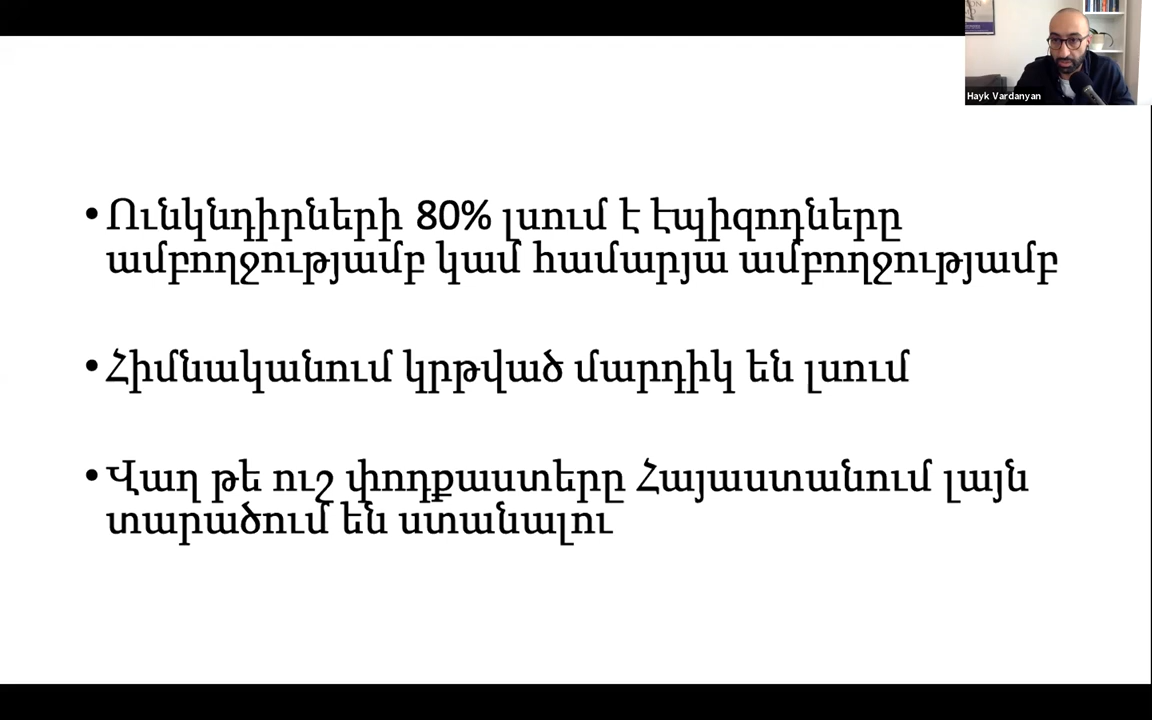 Hayk Vardanyan
• Ունկնդիրների 80% լսում է էպիզոդները
ամբողջությամբ կամ համարյա ամբողջությամբ
• Հիմնականում կրթված մարդիկ են լսում
• Վաղ թե ուշ փոդքաստերը Հայաստանում լայն
տարածում են ստանալու